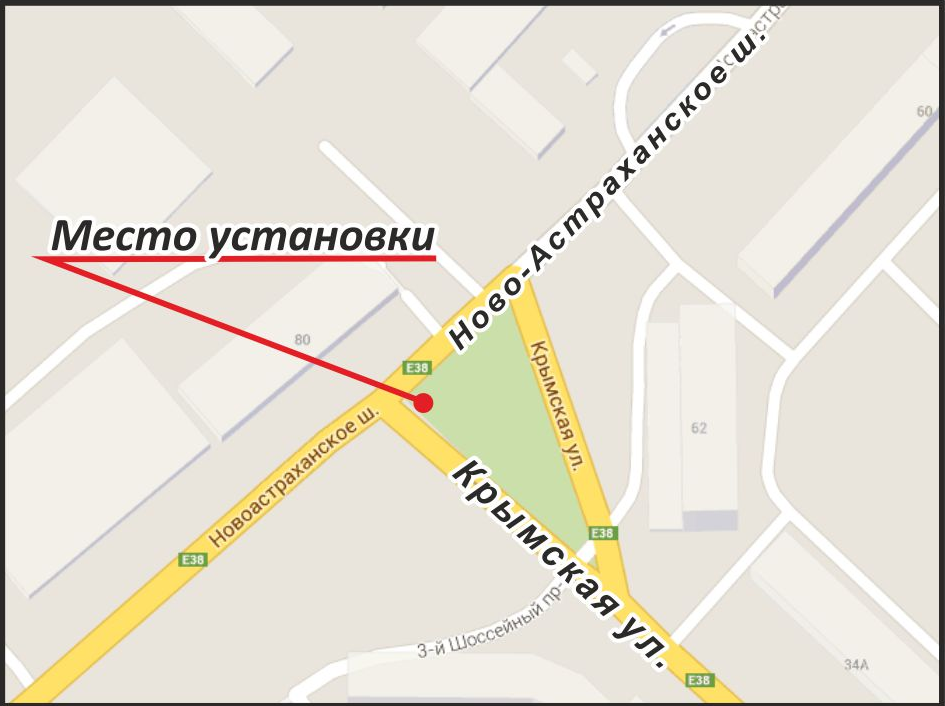 Ново-Астраханское ш.
60
Место установки
80
E38
Крымская ул.
Новоастраханское ш.
62
Крымская ул.
E38
E38
3-й Шоссейный пр-
34А
E38